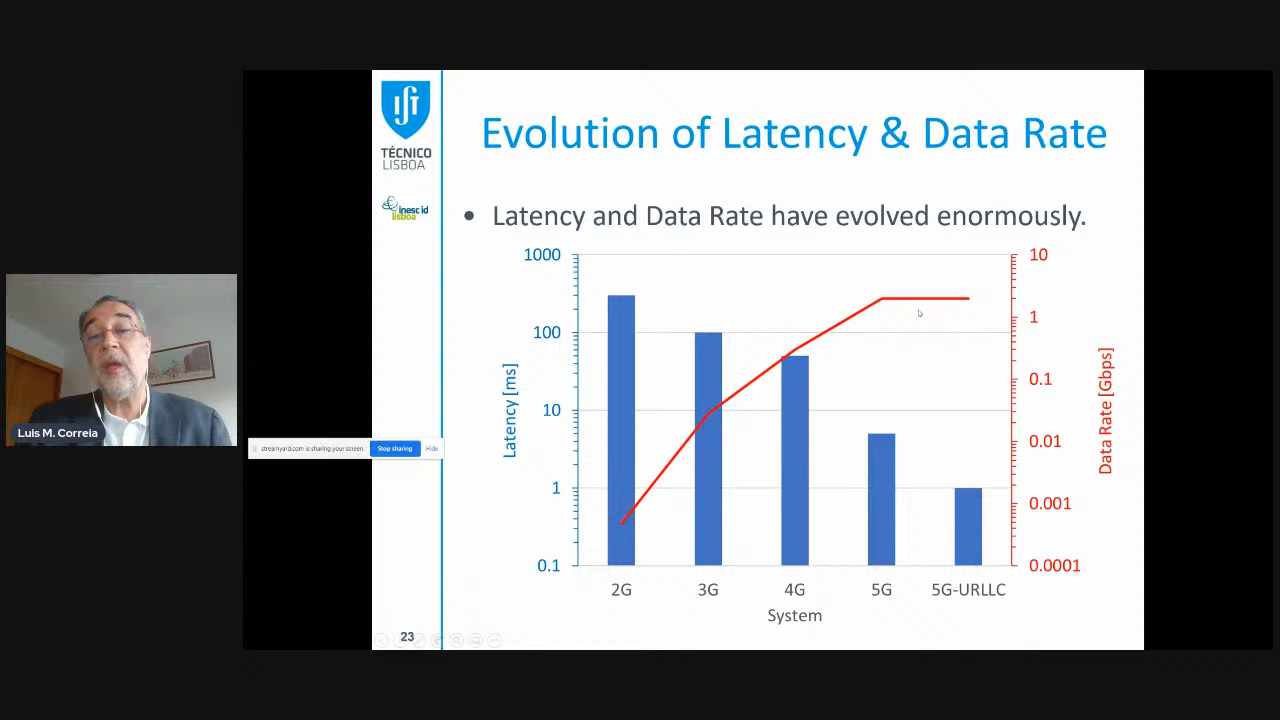 IST
TÉCNICO
LISBOA
inesc id
lisboa
Evolution of Latency & Data Rate
• Latency and Data Rate have evolved enormously.
1000
100
10
1
0.1
Latency [ms]
10
1
0.1
0.01
0.001
0.0001
Data Rate [Gbps]
2G 3G 4G 5G 5G-URLLC
System
23
Luis M. Correia
streamyard.com is sharing your screen. Stop sharing Hide